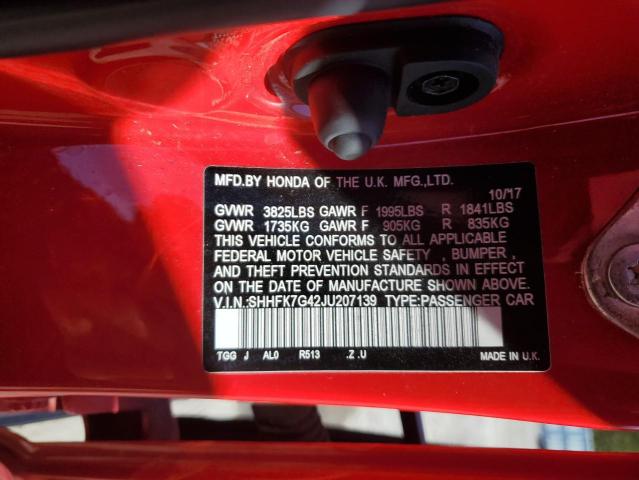 MFD.BY HONDA OF THE U.K. MFG.,LTD.
10/17
GVWR 3825LBS GAWR F 1995LBS R 1841LBS
GVWR 1735KG GAWR F 905KG R 835KG
THIS VEHICLE CONFORMS TO ALL APPLICABLE
FEDERAL MOTOR VEHICLE SAFETY , BUMPER ,
AND THEFT PREVENTION STANDARDS IN EFFECT
ON THE DATE OF MANUFACTURE SHOWN ABOVE.
V.I.N.:SHHFK7G42JU207139 TYPE:PASSENGER CAR
TGG J AL0 R513 .Z .U MADE IN U.K.